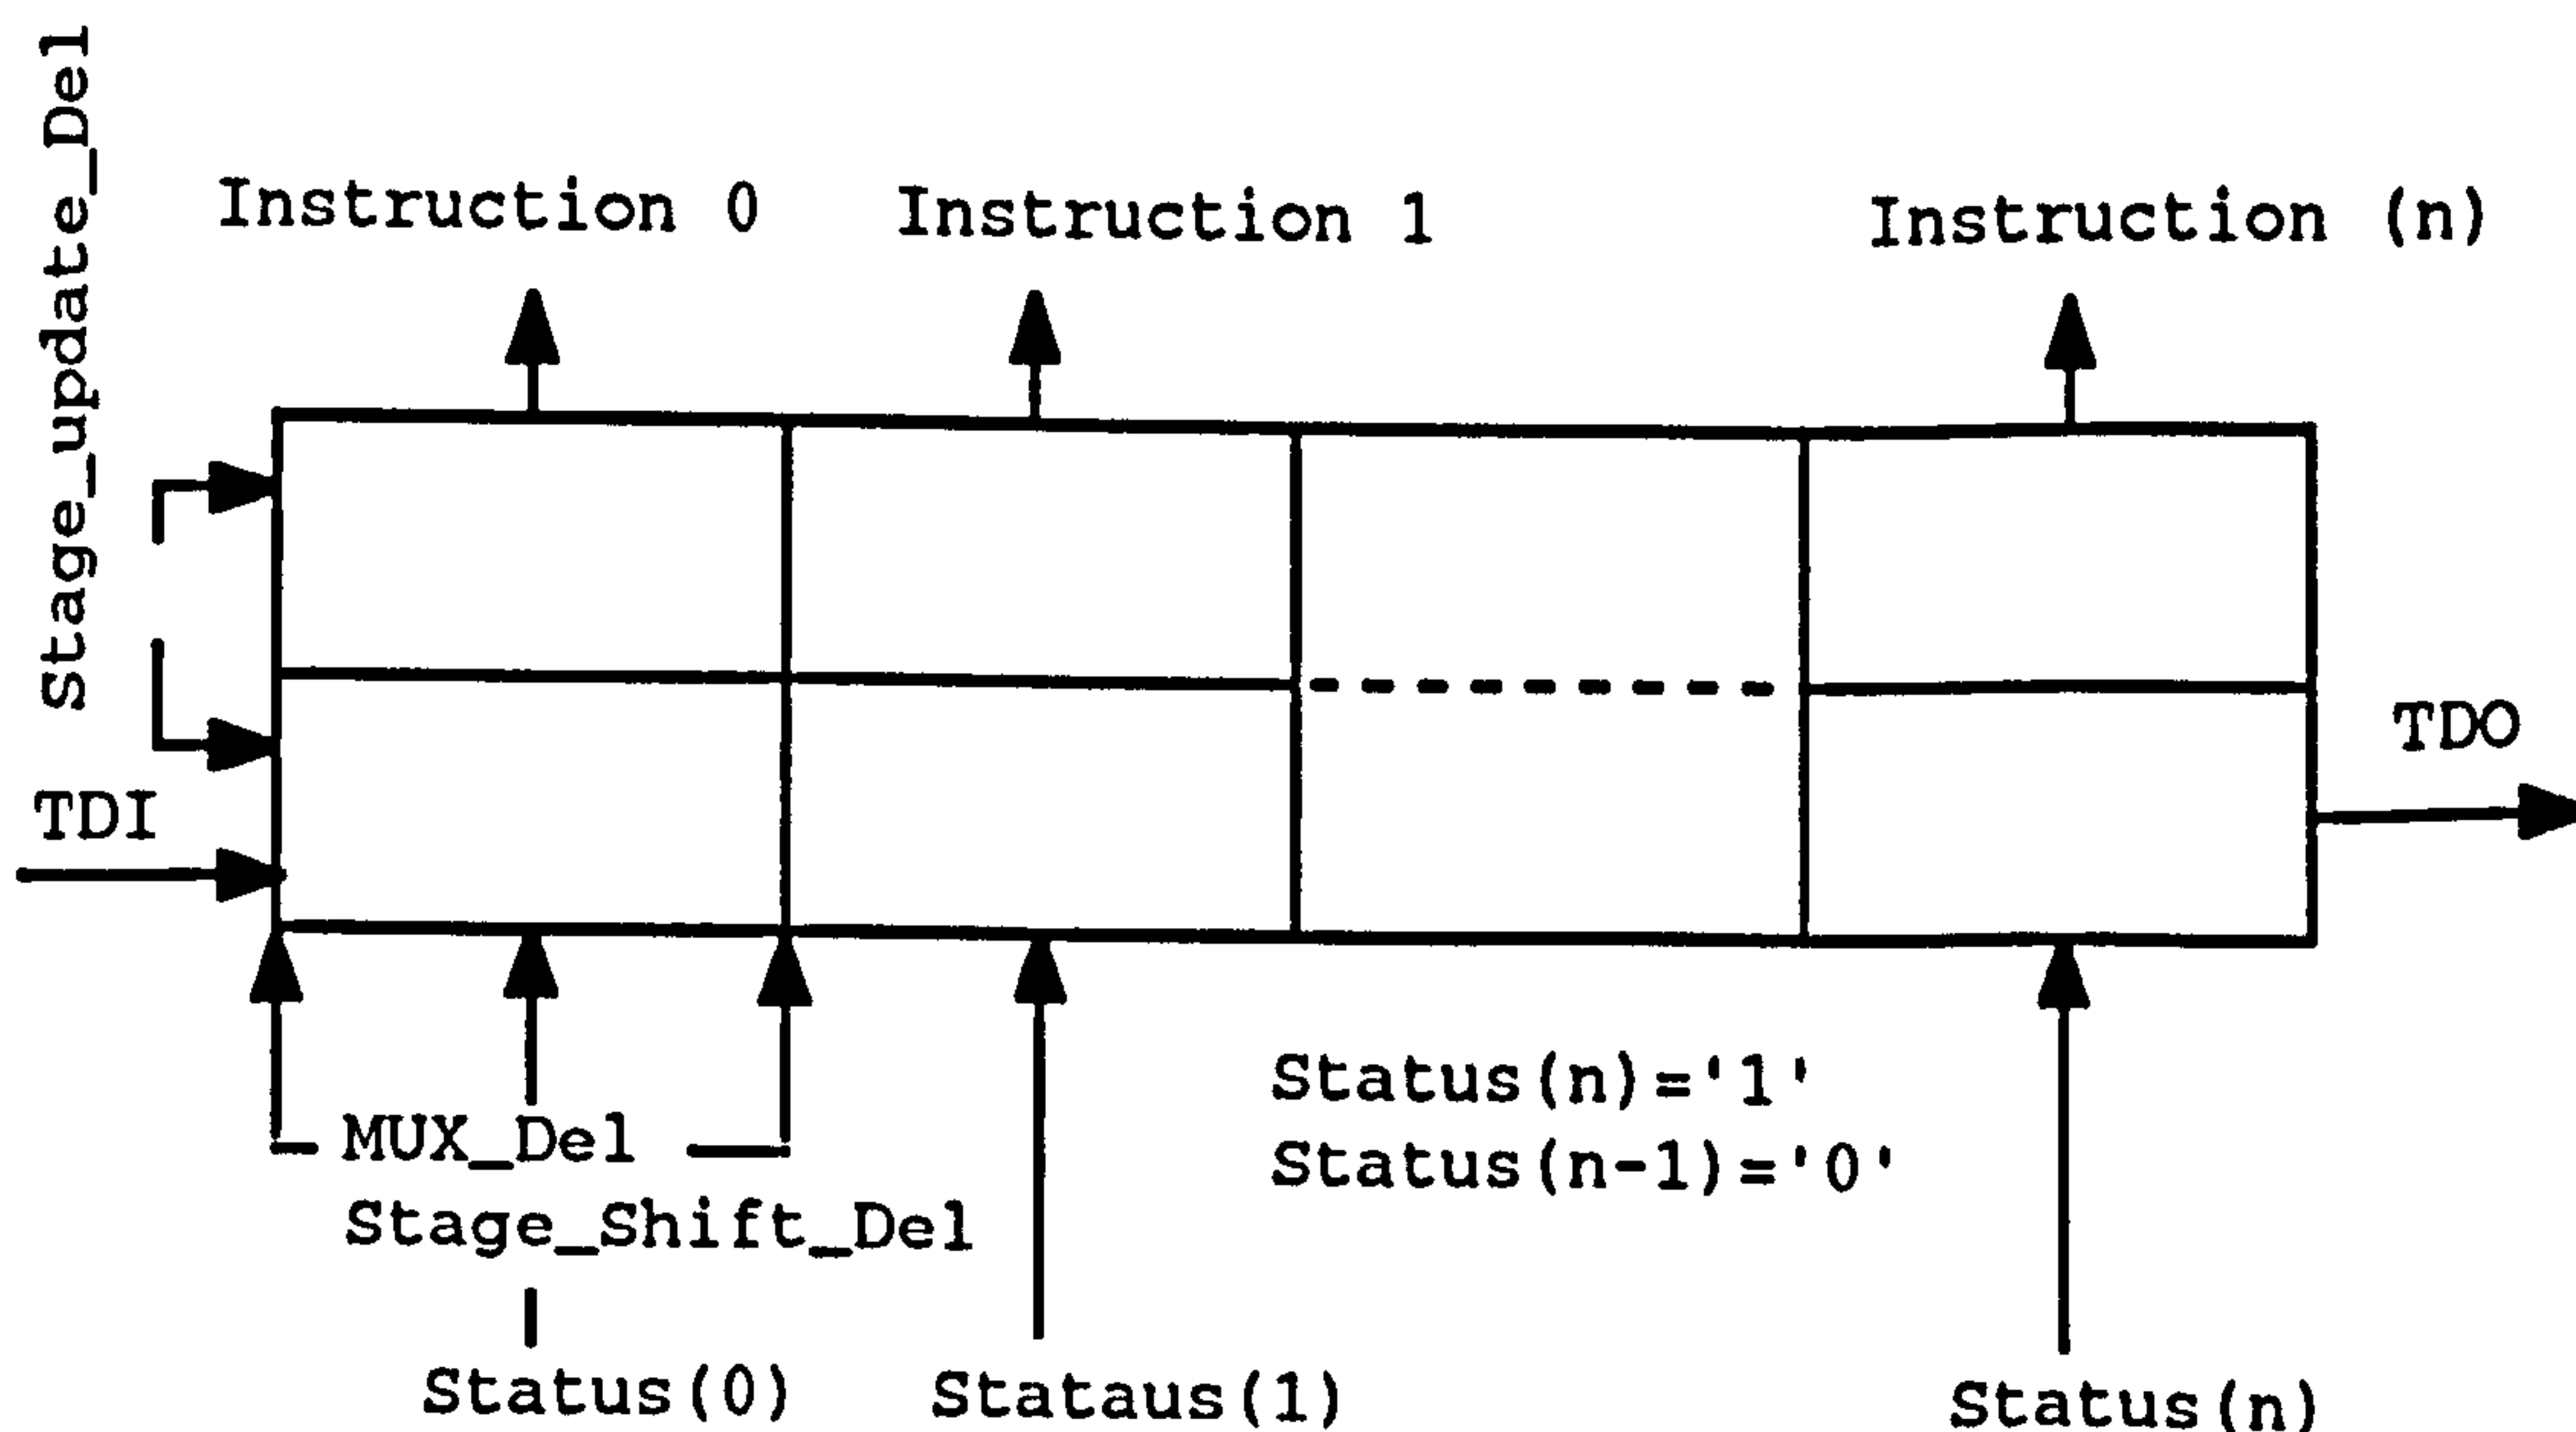 Stage_update_Del
Instruction 0
Instruction 1
Instruction (n)
TDI
TDO
MUX_Del
Stage_Shift_Del
Status(n)='1'
Status(n-1)='0'
Status(0)
Stataus(1)
Status(n)